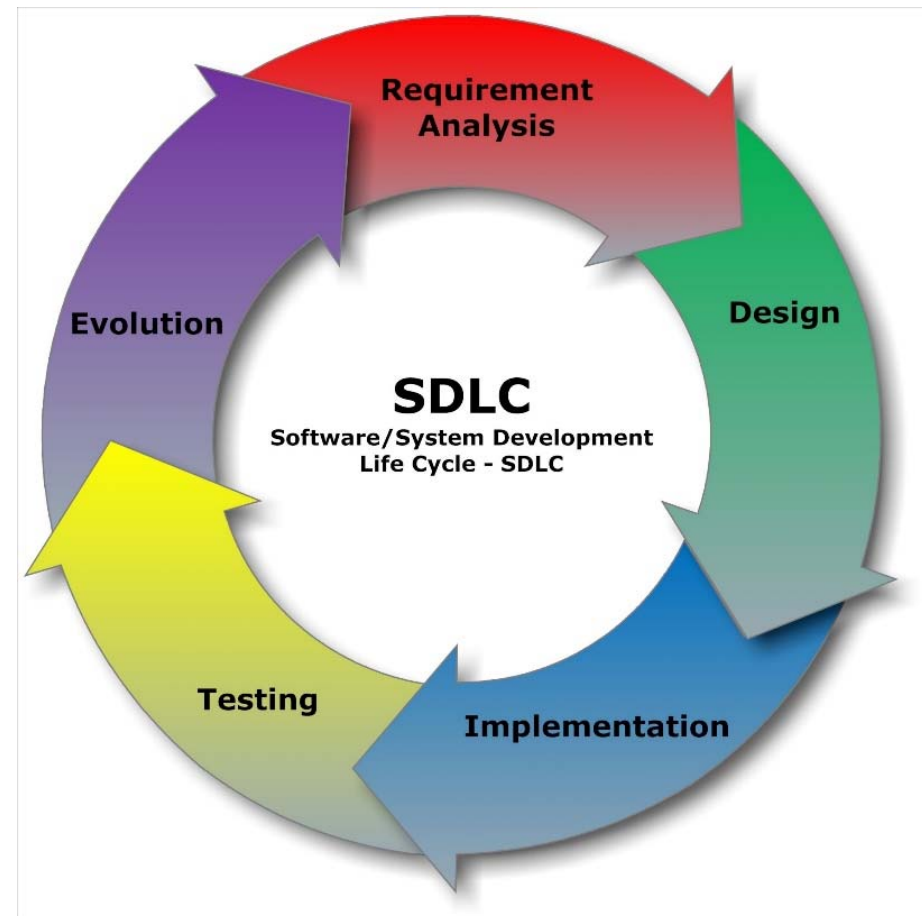 Requirement
Analysis
Design
Implementation
Testing
Evolution
SDLC
Software/System Development
Life Cycle - SDLC